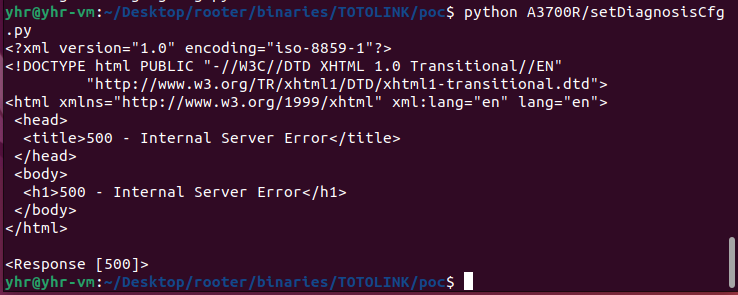 yhr@yhr-vm:~/Desktop/rooter/binaries/TOTOLINK/poc$ python A3700R/setDiagnosisCfg
.py
<?xml version="1.0" encoding="iso-8859-1"?>
<!DOCTYPE html PUBLIC "-//W3C//DTD XHTML 1.0 Transitional//EN"
         "http://www.w3.org/TR/xhtml1/DTD/xhtml1-transitional.dtd">
<html xmlns="http://www.w3.org/1999/xhtml" xml:lang="en" lang="en">
 <head>
  <title>500 - Internal Server Error</title>
 </head>
 <body>
  <h1>500 - Internal Server Error</h1>
 </body>
</html>

<Response [500]>
yhr@yhr-vm:~/Desktop/rooter/binaries/TOTOLINK/poc$